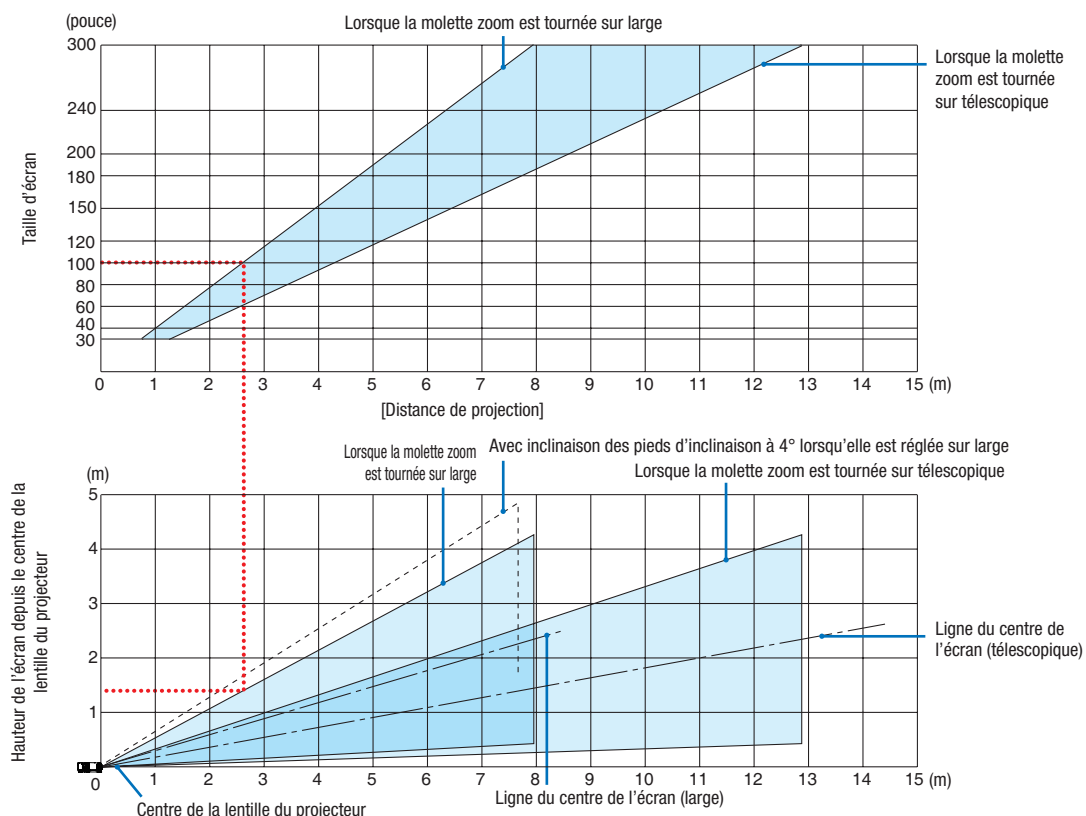 (pouce)
Lorsque la molette zoom est tournée sur large
Lorsque la molette
zoom est tournée
sur télescopique
Taille d'écran
300
240
200
180
150
120
100
80
60
40
30
0 1 2 3 4 5 6 7 8 9 10 11 12 13 14 15 (m)
[Distance de projection]
Avec inclinaison des pieds d'inclinaison à 4° lorsqu'elle est réglée sur large
Lorsque la molette zoom
est tournée sur large
Lorsque la molette zoom est tournée sur télescopique
(m)
Hauteur de l'écran depuis le centre de la
lentille du projecteur
5
4
3
2
1
Ligne du centre de
l'écran (télescopique)
0 1 2 3 4 5 6 7 8 9 10 11 12 13 14 15 (m)
Ligne du centre de l'écran (large)
Centre de la lentille du projecteur